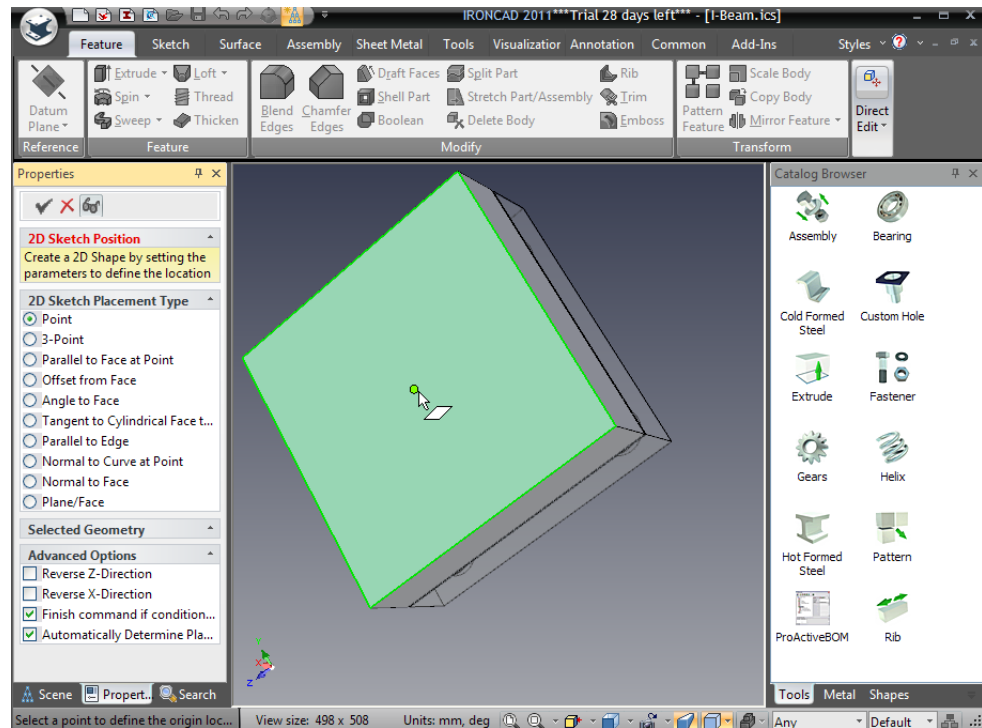 IRONCAD 2011***Trial 28 days left*** - [I-Beam.ics]
Feature Sketch Surface Assembly Sheet Metal Tools Visualization Annotation Common Add-Ins Styles
Datum Plane
Reference
Extrude Loft
Spin Thread
Sweep Thicken
Feature
Blend Edges
Chamfer Edges
Draft Faces Split Part Rib
Shell Part Stretch Part/Assembly Trim
Boolean Delete Body Emboss
Modify
Pattern Feature
Scale Body
Copy Body
Mirror Feature
Transform
Direct Edit
Properties
2D Sketch Position
Create a 2D Shape by setting the
parameters to define the location
2D Sketch Placement Type
Point
3-Point
Parallel to Face at Point
Offset from Face
Angle to Face
Tangent to Cylindrical Face t...
Parallel to Edge
Normal to Curve at Point
Normal to Face
Plane/Face
Selected Geometry
Advanced Options
Reverse Z-Direction
Reverse X-Direction
Finish command if condition...
Automatically Determine Pla...
Scene Propert... Search
Y
X
Z
Catalog Browser
Assembly Bearing
Cold Formed Steel
Custom Hole
Extrude Fastener
Gears Helix
Hot Formed Steel
Pattern
ProActiveBOM Rib
Tools Metal Shapes
Select a point to define the origin loc... View size: 498 x 508 Units: mm, deg Any Default